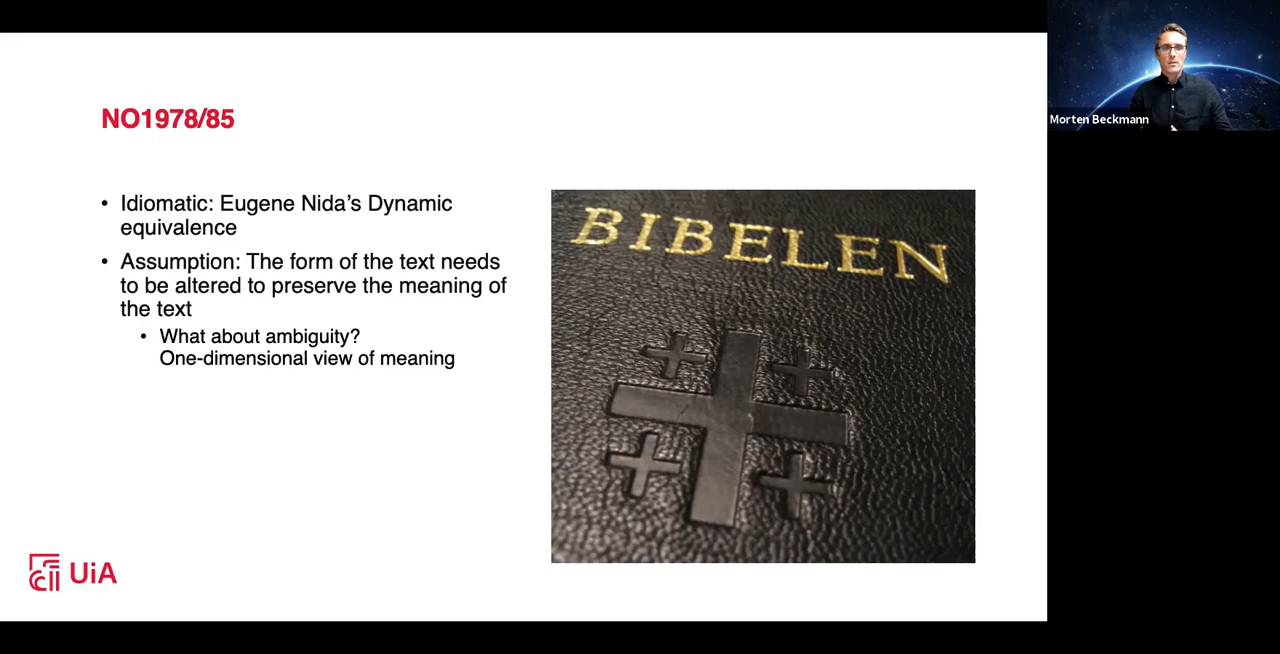 NO1978/85
• Idiomatic: Eugene Nida's Dynamic
equivalence
• Assumption: The form of the text needs
to be altered to preserve the meaning of
the text
• What about ambiguity?
One-dimensional view of meaning
BIBELEN
UiA
Morten Beckmann